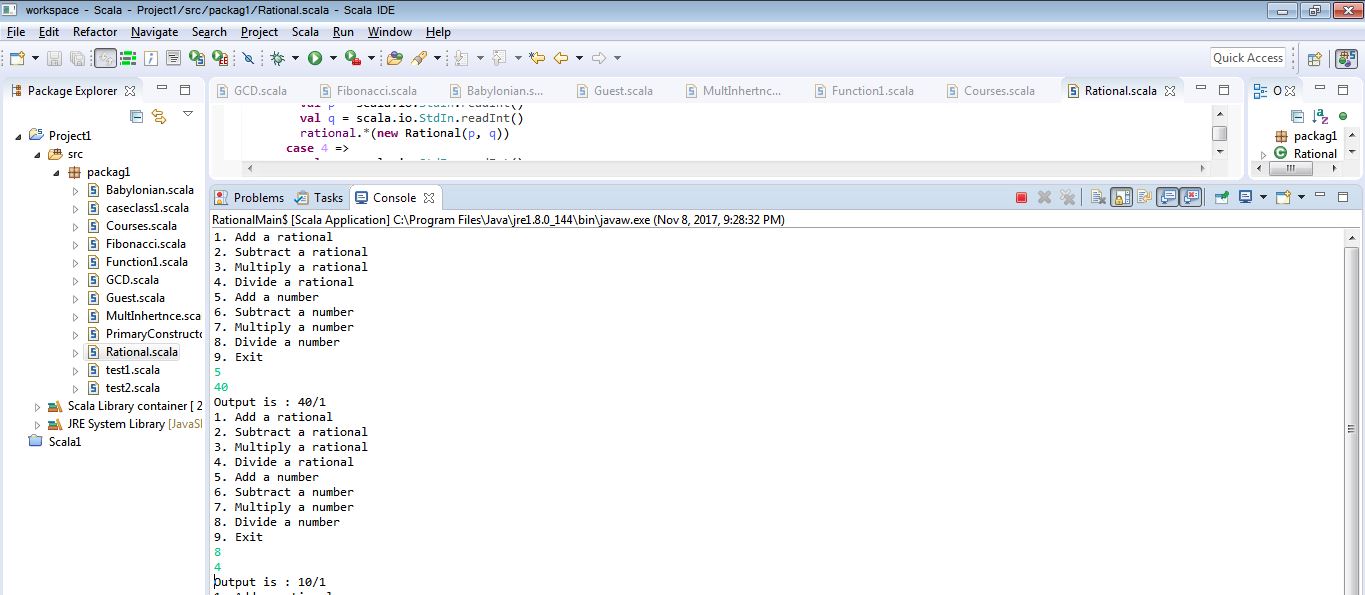 workspace - Scala - Project1/src/packag1/Rational.scala - Scala IDE
File Edit Refactor Navigate Search Project Scala Run Window Help
Quick Access
Package Explorer
GCD.scala Fibonacci.scala Babylonian.s... Guest.scala MultInhertnc... Function1.scala Courses.scala Rational.scala
O
val p = scala.io.StdIn.readInt()
val q = scala.io.StdIn.readInt()
rational.*(new Rational(p, q))
case 4 =>
packag1
Rational
Project1
src
packag1
Babylonian.scala
caseclass1.scala
Courses.scala
Fibonacci.scala
Function1.scala
GCD.scala
Guest.scala
MultInhertnce.sca
PrimaryConstructo
Rational.scala
test1.scala
test2.scala
Scala Library container [ 2
JRE System Library [JavaSE
Scala1
Problems Tasks Console
RationalMain$ [Scala Application] C:\Program Files\Java\jre1.8.0_144\bin\javaw.exe (Nov 8, 2017, 9:28:32 PM)
1. Add a rational
2. Subtract a rational
3. Multiply a rational
4. Divide a rational
5. Add a number
6. Subtract a number
7. Multiply a number
8. Divide a number
9. Exit
5
40
Output is : 40/1
1. Add a rational
2. Subtract a rational
3. Multiply a rational
4. Divide a rational
5. Add a number
6. Subtract a number
7. Multiply a number
8. Divide a number
9. Exit
8
4
Output is : 10/1